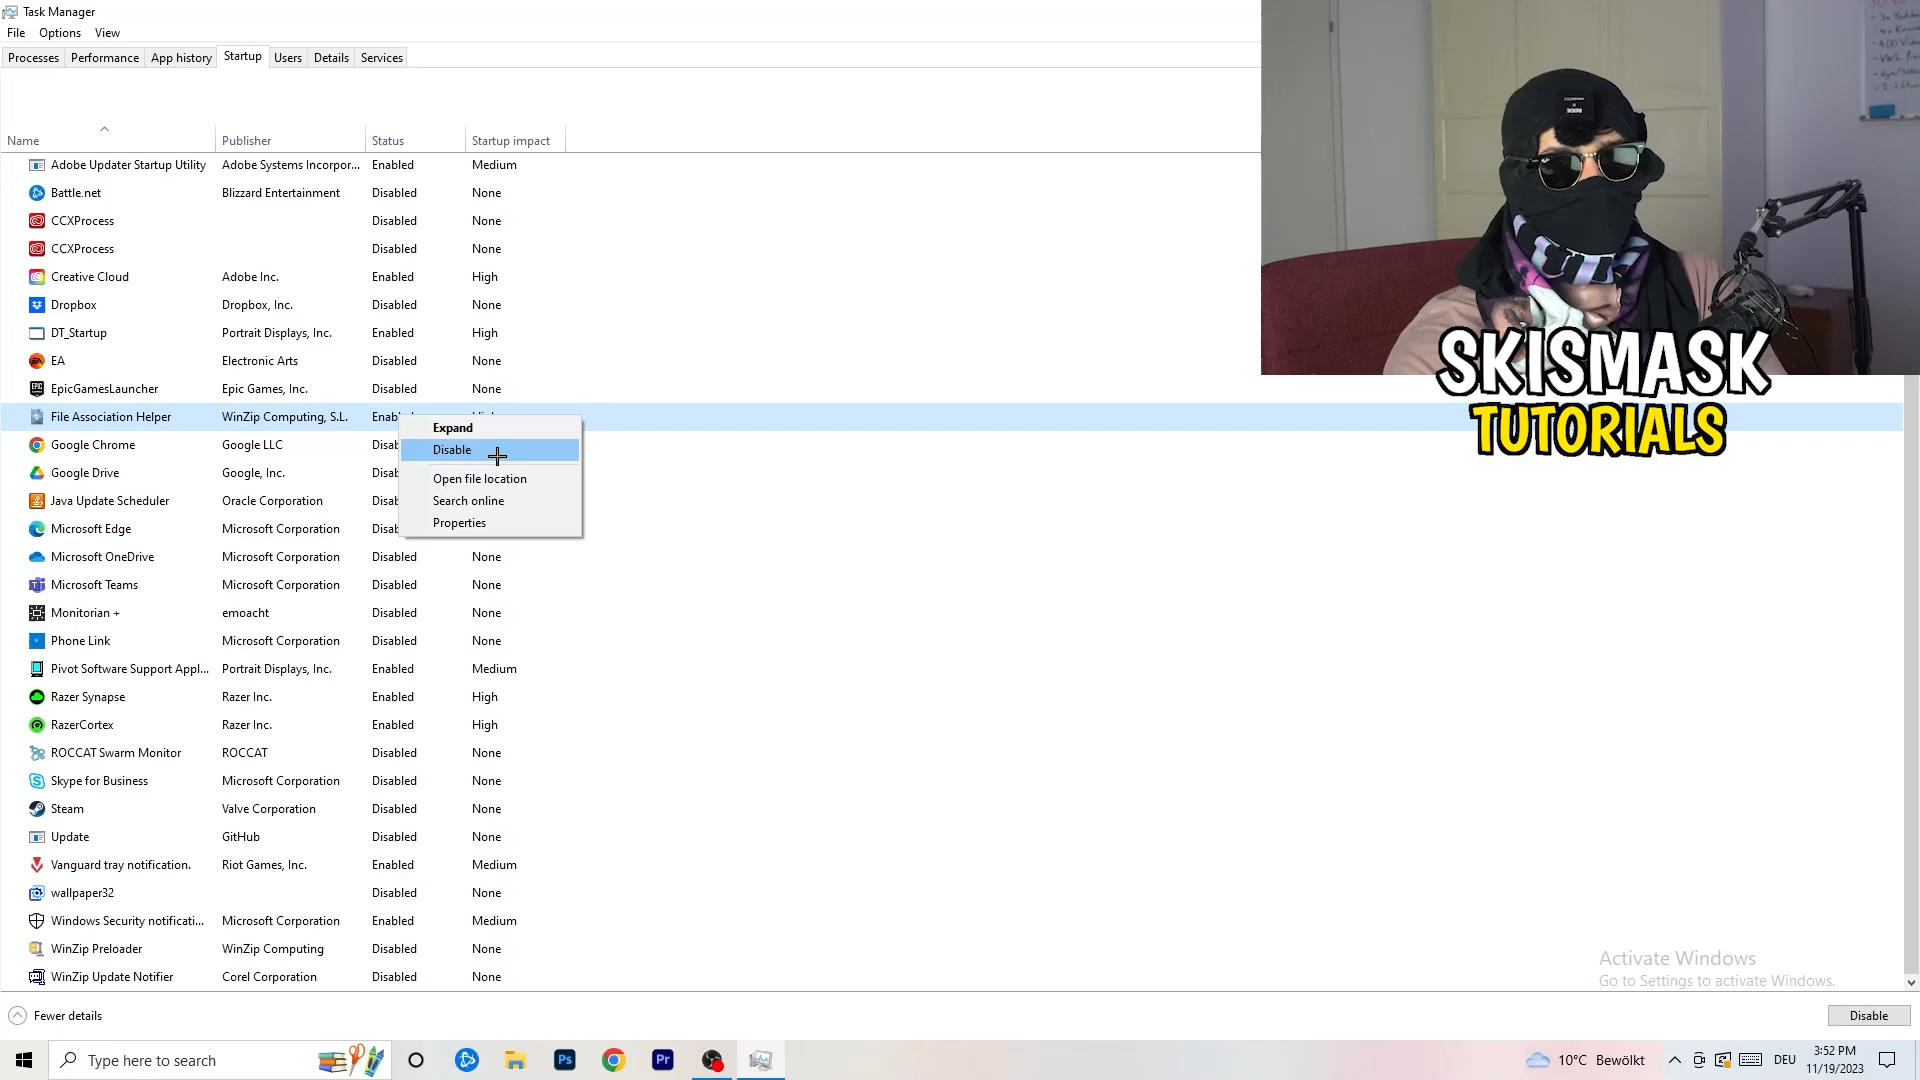 Task Manager
File Options View
Processes Performance App history Startup Users Details Services
Name Publisher Status Startup impact
Adobe Updater Startup Utility Adobe Systems Incorpor... Enabled Medium
Battle.net Blizzard Entertainment Disabled None
CCXProcess Disabled None
CCXProcess Disabled None
Creative Cloud Adobe Inc. Enabled High
Dropbox Dropbox, Inc. Disabled None
DT_Startup Portrait Displays, Inc. Enabled High
EA Electronic Arts Disabled None
EpicGamesLauncher Epic Games, Inc. Disabled None
File Association Helper WinZip Computing, S.L.
Google Chrome Google LLC
Google Drive Google, Inc.
Java Update Scheduler Oracle Corporation
Microsoft Edge Microsoft Corporation
Expand
Disable
Open file location
Search online
Properties
Microsoft OneDrive Microsoft Corporation Disabled None
Microsoft Teams Microsoft Corporation Disabled None
Monitorian + emoacht Disabled None
Phone Link Microsoft Corporation Disabled None
Pivot Software Support Appl... Portrait Displays, Inc. Enabled Medium
Razer Synapse Razer Inc. Enabled High
RazerCortex Razer Inc. Enabled High
ROCCAT Swarm Monitor ROCCAT Disabled None
Skype for Business Microsoft Corporation Disabled None
Steam Valve Corporation Disabled None
Update GitHub Disabled None
Vanguard tray notification. Riot Games, Inc. Enabled Medium
wallpaper32 Disabled None
Windows Security notificati... Microsoft Corporation Enabled Medium
WinZip Preloader WinZip Computing Disabled None
WinZip Update Notifier Corel Corporation Disabled None
SKISMASK
TUTORIALS
Activate Windows
Go to Settings to activate Windows.
Fewer details
Disable
Type here to search
Ps
Pr
10°C Bewölkt
DEU
3:52 PM
11/19/2023